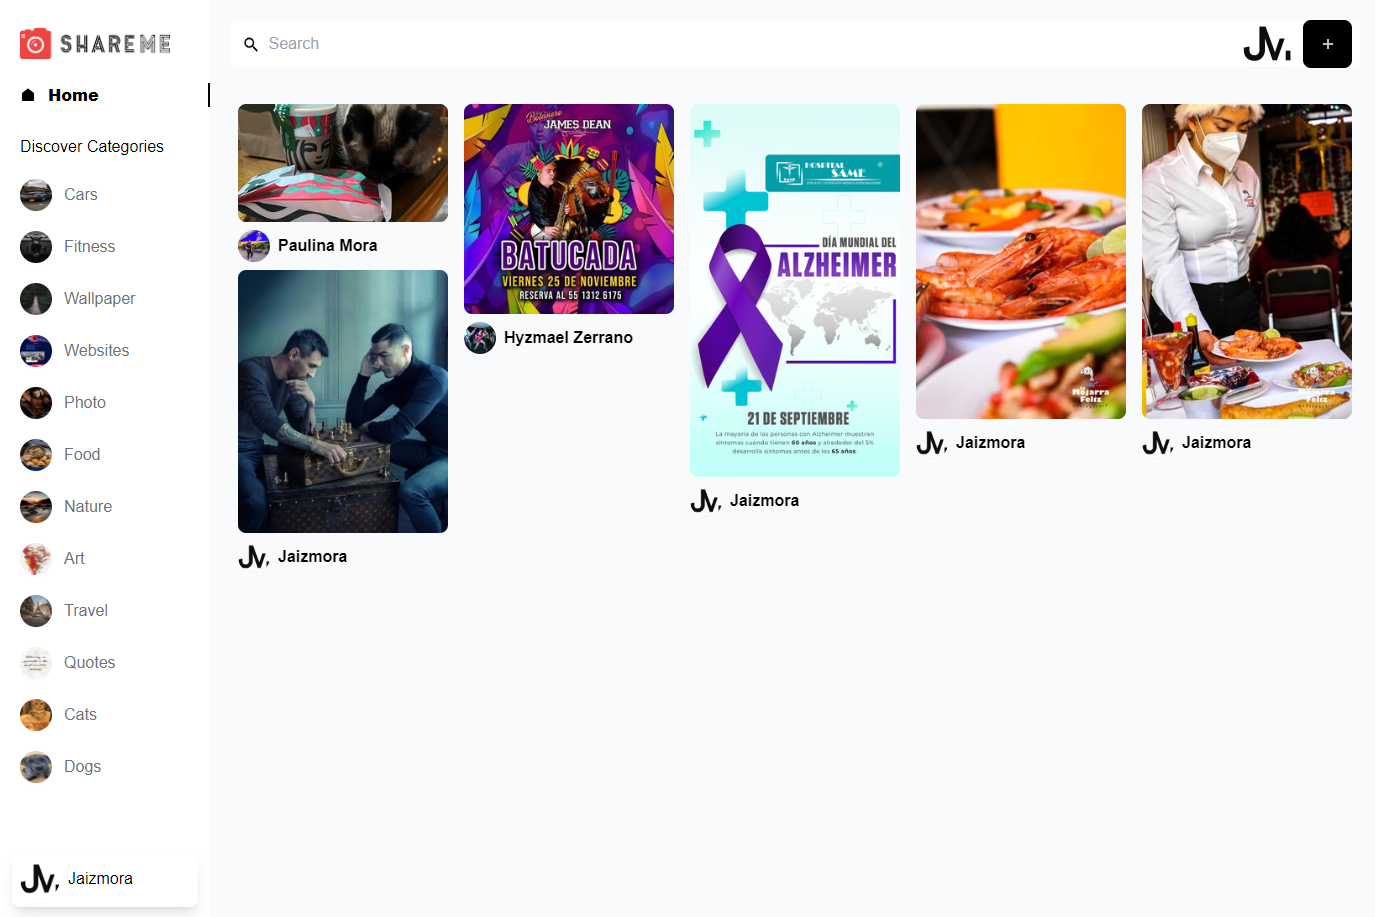 SHAREME
Search
Home
Discover Categories
Cars
Fitness
Wallpaper
Websites
Photo
Food
Nature
Art
Travel
Quotes
Cats
Dogs
Jaizmora
Paulina Mora
Jaizmora
Botanero
JAMES DEAN
BATUCADA
VIERNES 25 DE NOVIEMBRE
RESERVA AL 55 1312 6175
Hyzmael Zerrano
HOSPITAL
SAME
DÍA MUNDIAL DEL
ALZHEIMER
21 DE SEPTIEMBRE
La mayoría de las personas con Alzheimer muestran
síntomas cuando tienen 60 años y alrededor del 5%
desarrolla síntomas antes de los 65 años.
Jaizmora
La
Mojarra
Feliz
Jaizmora
Mojarra
Feliz
Jaizmora